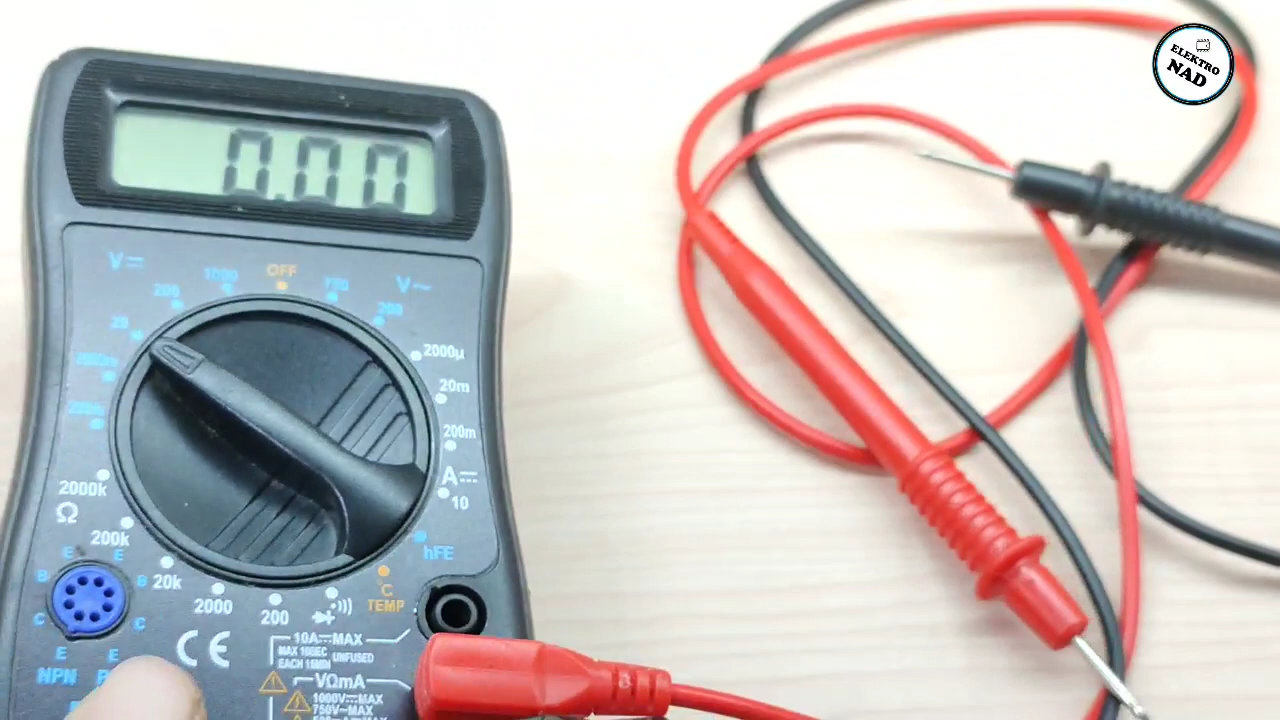 ELEKTRO
NAD
0.00
V⎓
OFF
V~
1000
750
200
200
20
2000m
200m
2000µ
20m
200m
A⎓
10
2000k
Ω
200k
20k
2000
200
hFE
°C
TEMP
E
E
B
B
C
C
E
E
NPN
CE
10A⎓MAX
MAX 10SEC
EACH 15MIN
UNFUSED
VΩmA
1000V⎓MAX
750V~MAX